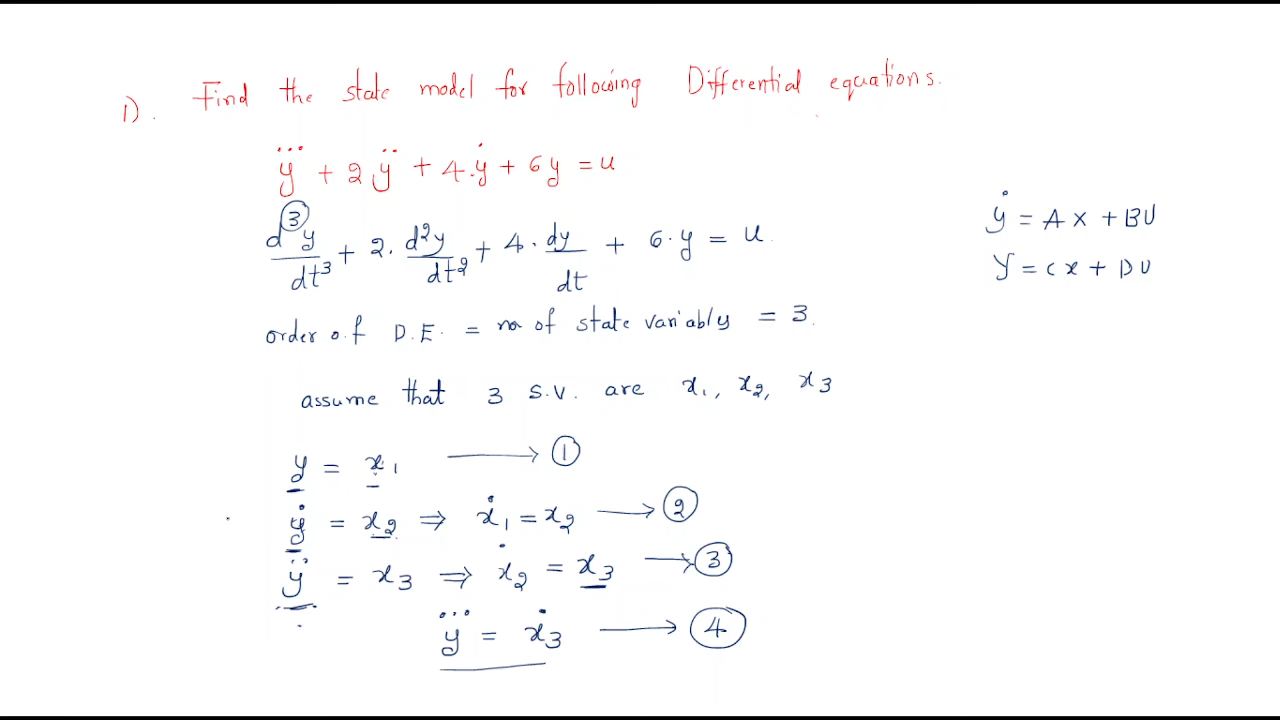 1). Find the state model for following Differential equations.
y⃛ + 2 ÿ + 4.ẏ + 6y = u
d³y/dt³ + 2. d²y/dt² + 4. dy/dt + 6.y = u
ẏ = AX + BU
Y = CX + DU
order of D.E. = no of state variably = 3.
assume that 3 S.V. are x₁, x₂, x₃
y = x₁ ⟶ ①
ẏ = x₂ ⇒ ẋ₁ = x₂ ⟶ ②
ÿ = x₃ ⇒ ẋ₂ = x₃ ⟶ ③
y⃛ = ẋ₃ ⟶ ④